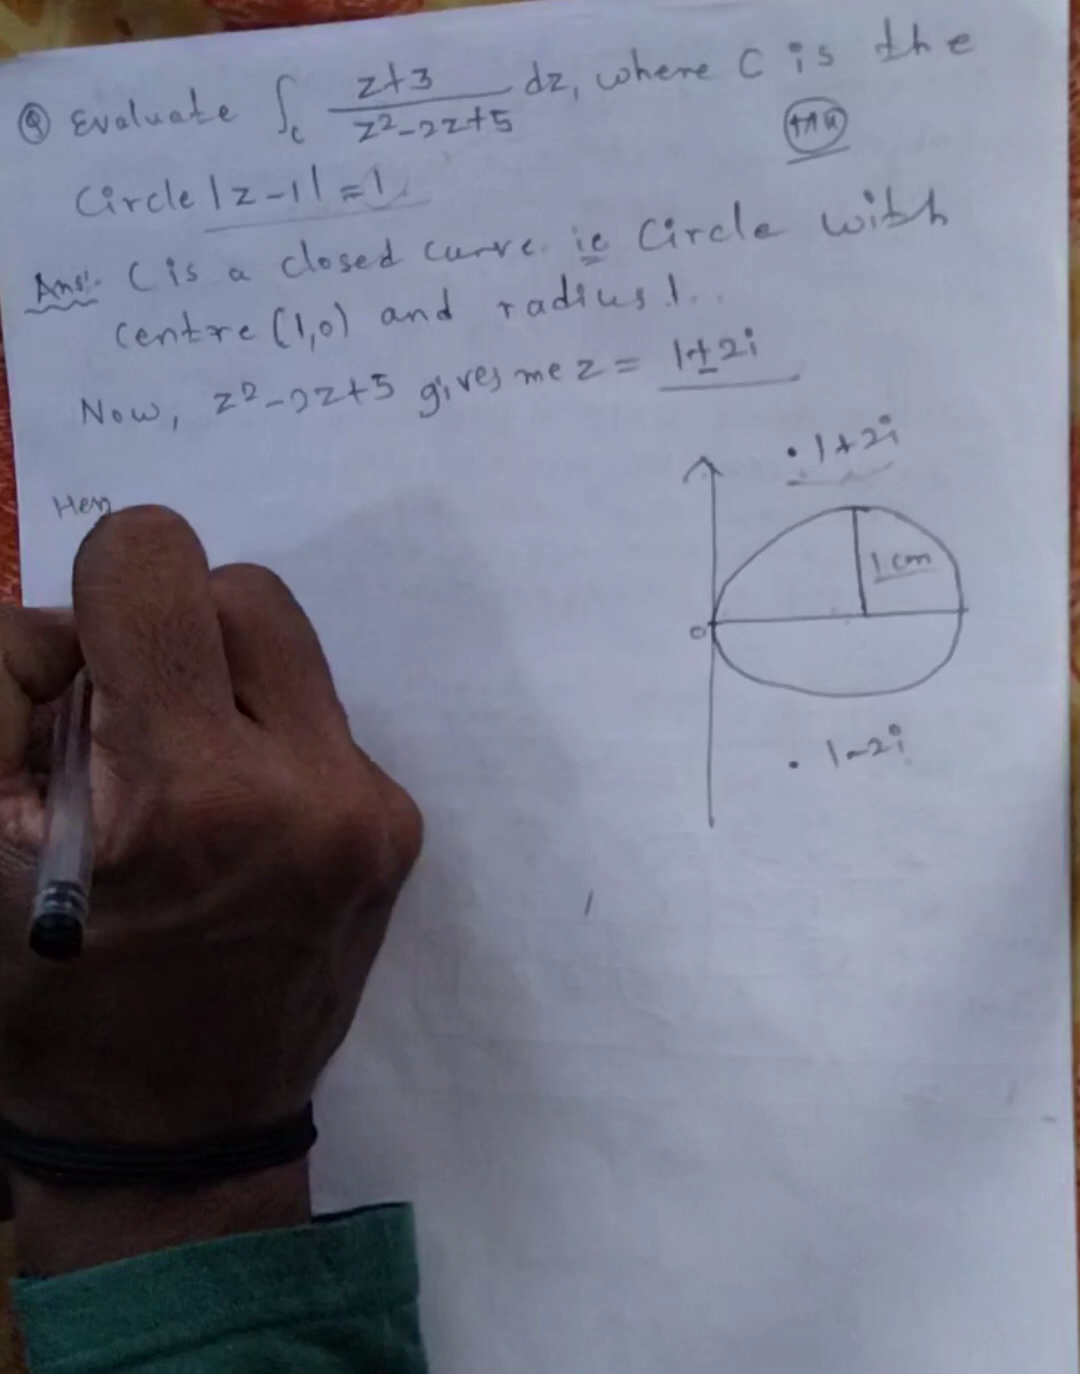 Q Evaluate ∫c z+3 / z²-2z+5 dz, where C is the
Circle |z-1| = 1
Ans:- C is a closed curve ie Circle with
centre (1,0) and radius 1..
Now, z²-2z+5 gives me z = 1±2i
. 1+2i
Hen
1 cm
0
. 1-2i